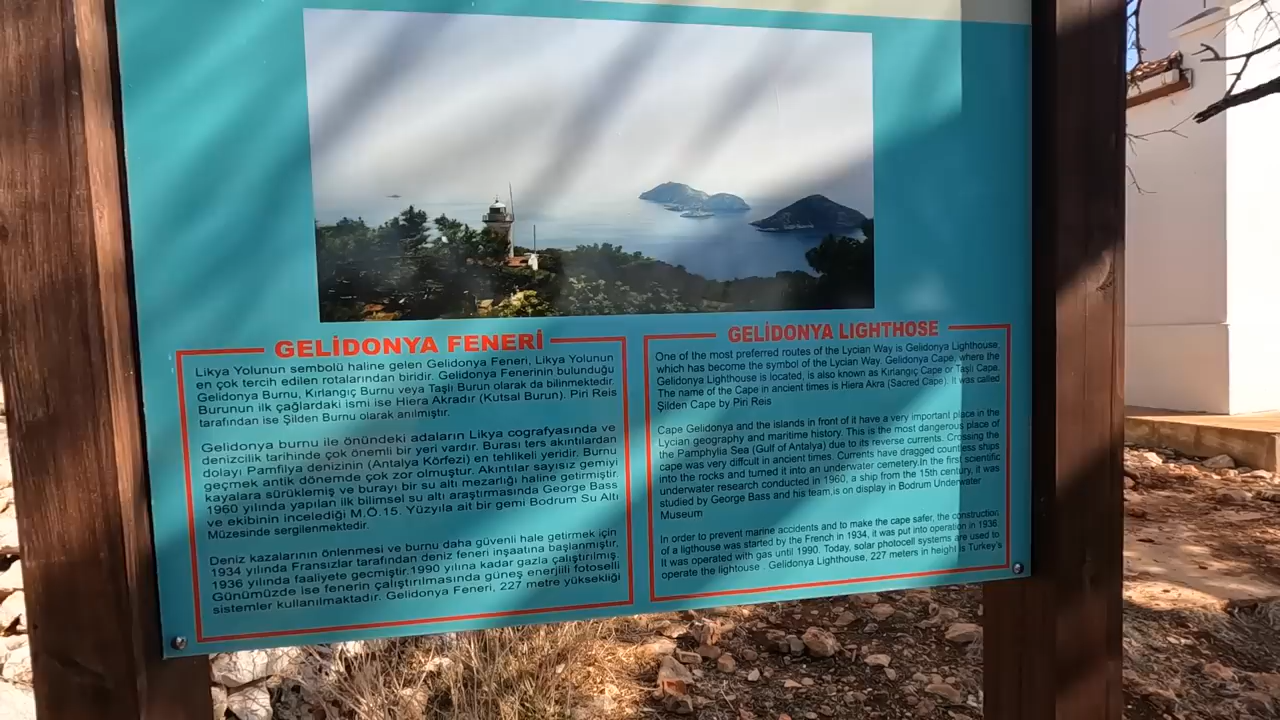 GELİDONYA FENERİ
Likya Yolunun sembolü haline gelen Gelidonya Feneri, Likya Yolunun
en çok tercih edilen rotalarından biridir. Gelidonya Fenerinin bulunduğu
Gelidonya Burnu, Kırlangıç Burnu veya Taşlı Burun olarak da bilinmektedir.
Burunun ilk çağlardaki ismi ise Hiera Akradır (Kutsal Burun). Piri Reis
tarafından ise Şilden Burnu olarak anılmıştır.
Gelidonya burnu ile önündeki adaların Likya cografyasında ve
denizcilik tarihinde çok önemli bir yeri vardır. Burası ters akıntılardan
dolayı Pamfilya denizinin (Antalya Körfezi) en tehlikeli yeridir. Burnu
geçmek antik dönemde çok zor olmuştur. Akıntılar sayısız gemiyi
kayalara sürüklemiş ve burayı bir su altı mezarlığı haline getirmiştir.
1960 yılında yapılan ilk bilimsel su altı araştırmasında George Bass
ve ekibinin incelediği M.Ö.15. Yüzyıla ait bir gemi Bodrum Su Altı
Müzesinde sergilenmektedir.
Deniz kazalarının önlenmesi ve burnu daha güvenli hale getirmek için
1934 yılında Fransızlar tarafından deniz feneri inşaatına başlanmıştır.
1936 yılında faaliyete geçmiştir.1990 yılına kadar gazla çalıştırılmış.
Günümüzde ise fenerin çalıştırılmasında güneş enerjili fotoselli
sistemler kullanılmaktadır. Gelidonya Feneri, 227 metre yüksekliği
GELİDONYA LIGHTHOSE
One of the most preferred routes of the Lycian Way is Gelidonya Lighthouse,
which has become the symbol of the Lycian Way. Gelidonya Cape, where the
Gelidonya Lighthouse is located, is also known as Kırlangıç Cape or Taşlı Cape.
The name of the Cape in ancient times is Hiera Akra (Sacred Cape). It was called
Şilden Cape by Piri Reis
Cape Gelidonya and the islands in front of it have a very important place in the
Lycian geography and maritime history. This is the most dangerous place of
the Pamphylia Sea (Gulf of Antalya) due to its reverse currents. Crossing the
cape was very diffcult in ancient times. Currents have dragged countless ships
into the rocks and turned it into an underwater cemetery.In the first scientific
underwater research conducted in 1960, a ship from the 15th century, it was
studied by George Bass and his team,is on display in Bodrum Underwater
Museum
In order to prevent marine accidents and to make the cape safer, the construction
of a ligthouse was started by the French in 1934, it was put into operation in 1936.
It was operated with gas until 1990. Today, solar photocell systems are used to
operate the lightouse . Gelidonya Lighthouse, 227 meters in height is Turkey's